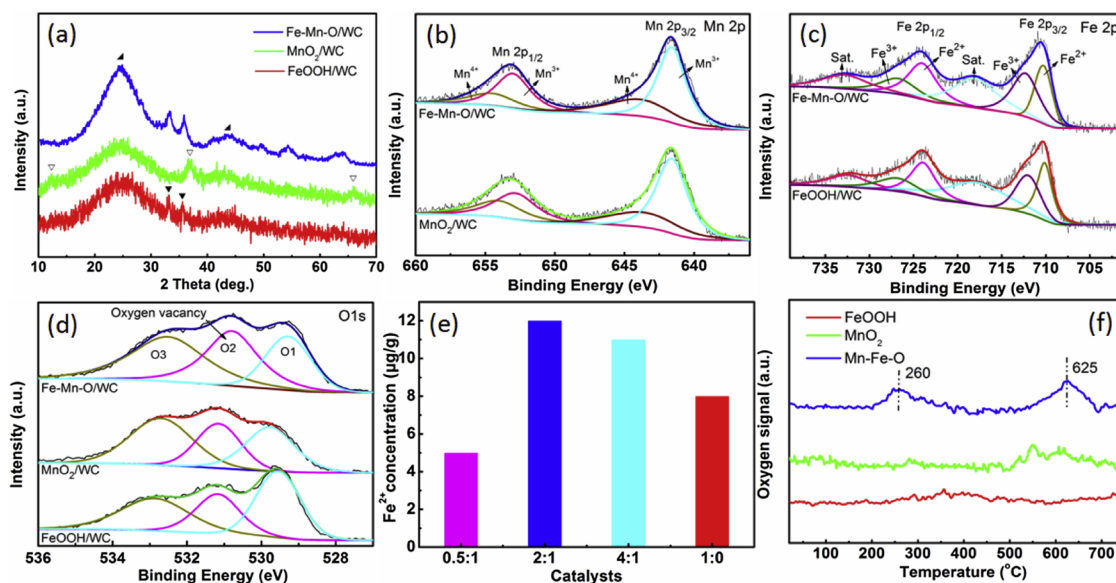 (a)
Fe-Mn-O/WC
MnO2/WC
FeOOH/WC
Intensity (a.u.)
10 20 30 40 50 60 70
2 Theta (deg.)
(b)
Mn 2p
Mn 2p1/2
Mn 2p3/2
Mn4+
Mn3+
Mn4+
Mn3+
Fe-Mn-O/WC
MnO2/WC
Intensity (a.u.)
660 655 650 645 640
Binding Energy (eV)
(c)
Fe 2p
Fe 2p1/2
Fe 2p3/2
Sat.
Fe3+
Fe2+
Sat.
Fe3+
Fe2+
Fe-Mn-O/WC
FeOOH/WC
Intensity (a.u.)
735 730 725 720 715 710 705
Binding Energy (eV)
(d)
O1s
Oxygen vacancy
O3
O2
O1
Fe-Mn-O/WC
MnO2/WC
FeOOH/WC
Intensity (a.u.)
536 534 532 530 528
Binding Energy (eV)
(e)
Fe2+ concentration (μg/g)
12
10
8
6
4
2
0
0.5:1 2:1 4:1 1:0
Catalysts
(f)
FeOOH
MnO2
Mn-Fe-O
260
625
Oxygen signal (a.u.)
100 200 300 400 500 600 700
Temperature (°C)